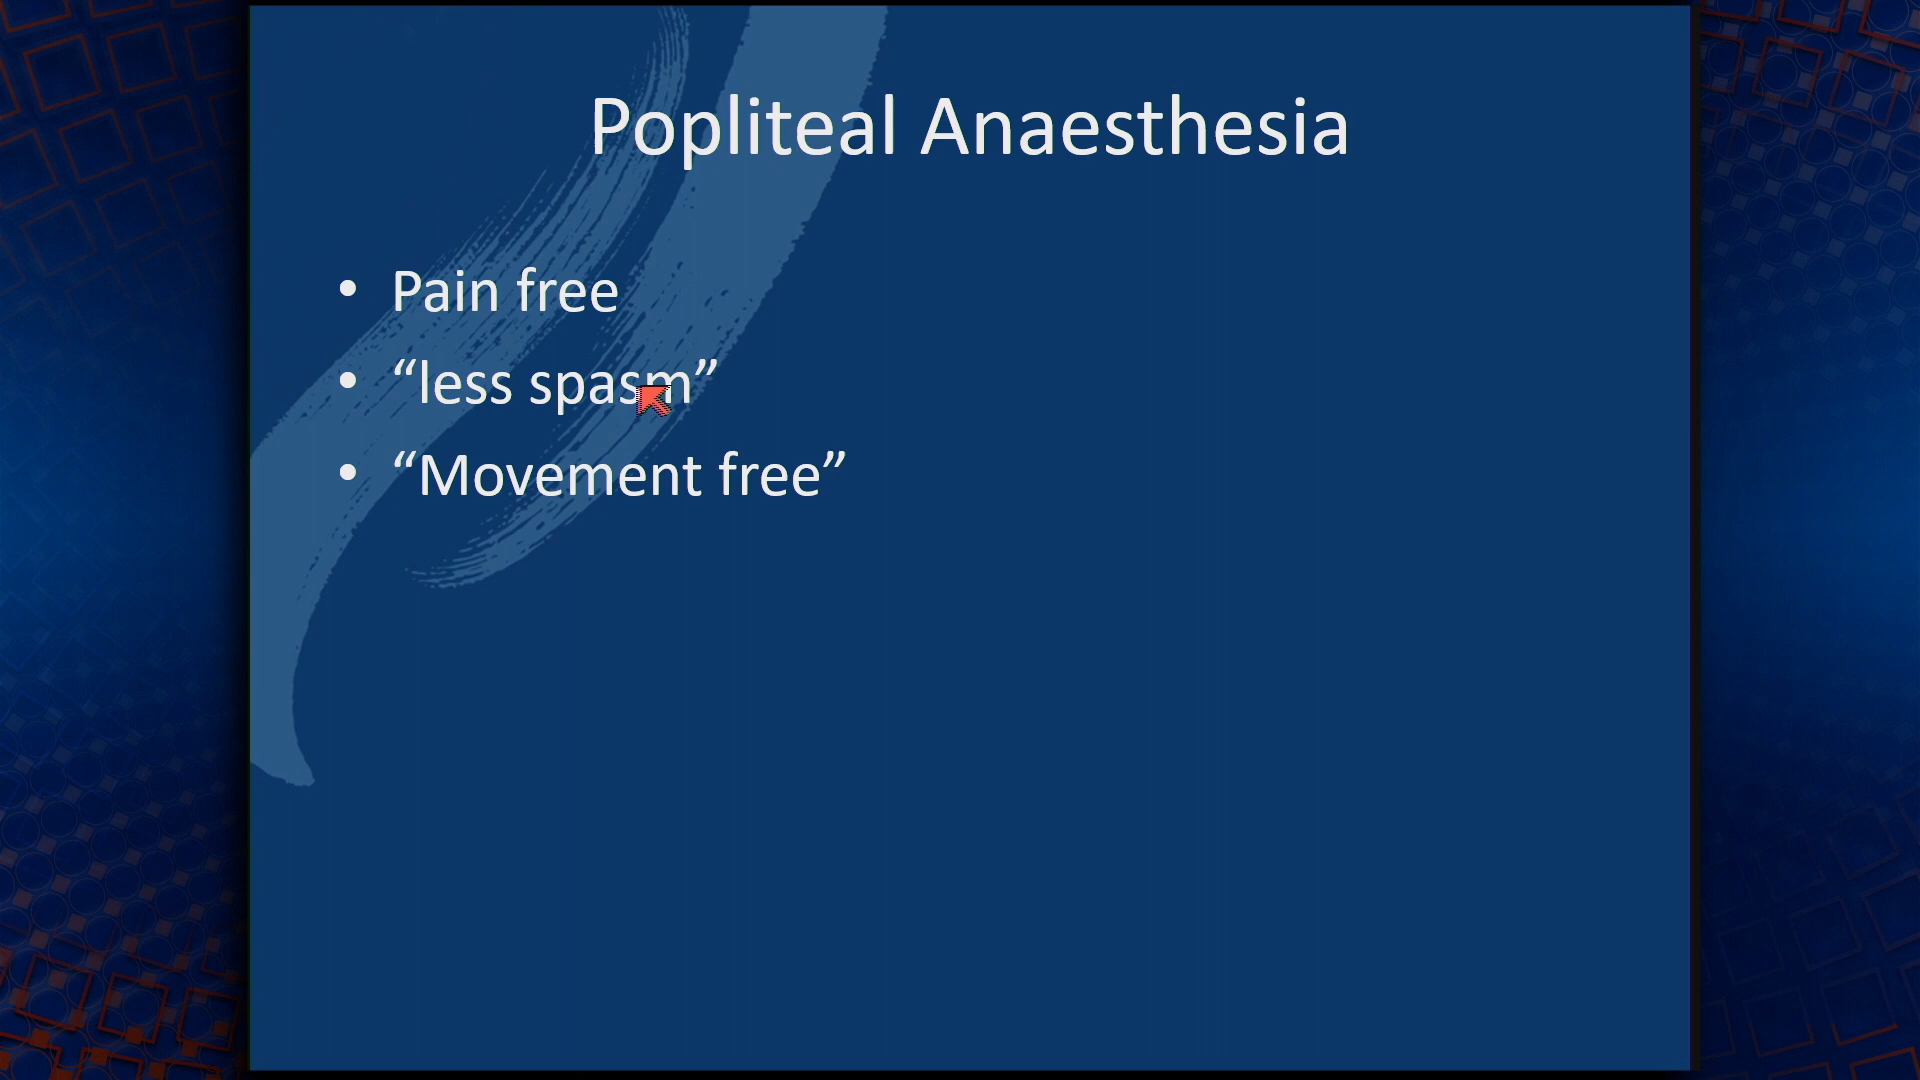 Popliteal Anaesthesia
• Pain free
• “less spasm”
• “Movement free”